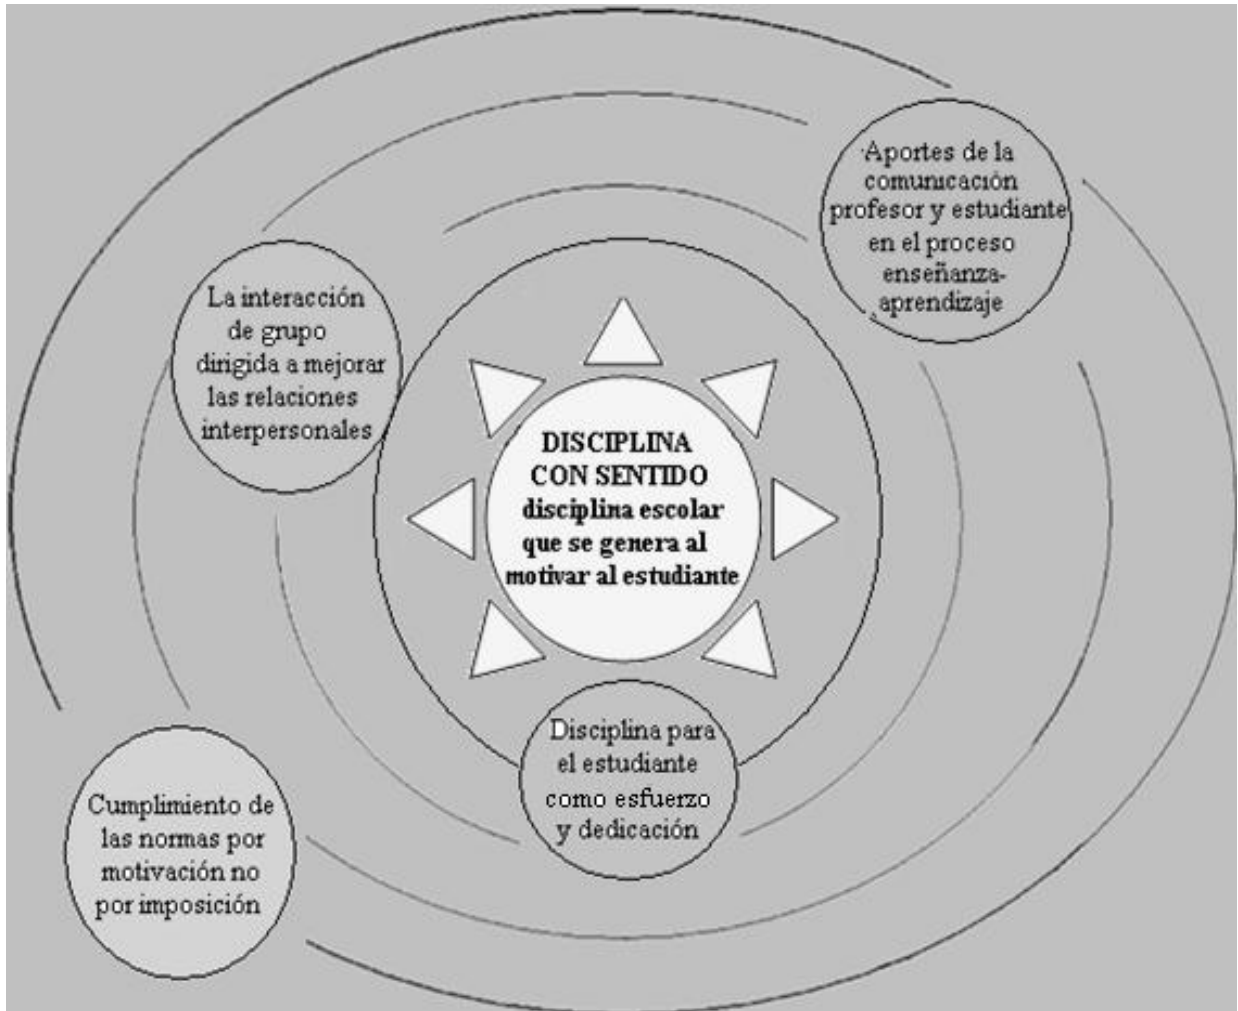 Aportes de la
comunicación
profesor y estudiante
en el proceso
enseñanza-
aprendizaje
La interacción
de grupo
dirigida a mejorar
las relaciones
interpersonales
DISCIPLINA
CON SENTIDO
disciplina escolar
que se genera al
motivar al estudiante
Disciplina para
el estudiante
como esfuerzo
y dedicación
Cumplimiento de
las normas por
motivación no
por imposición